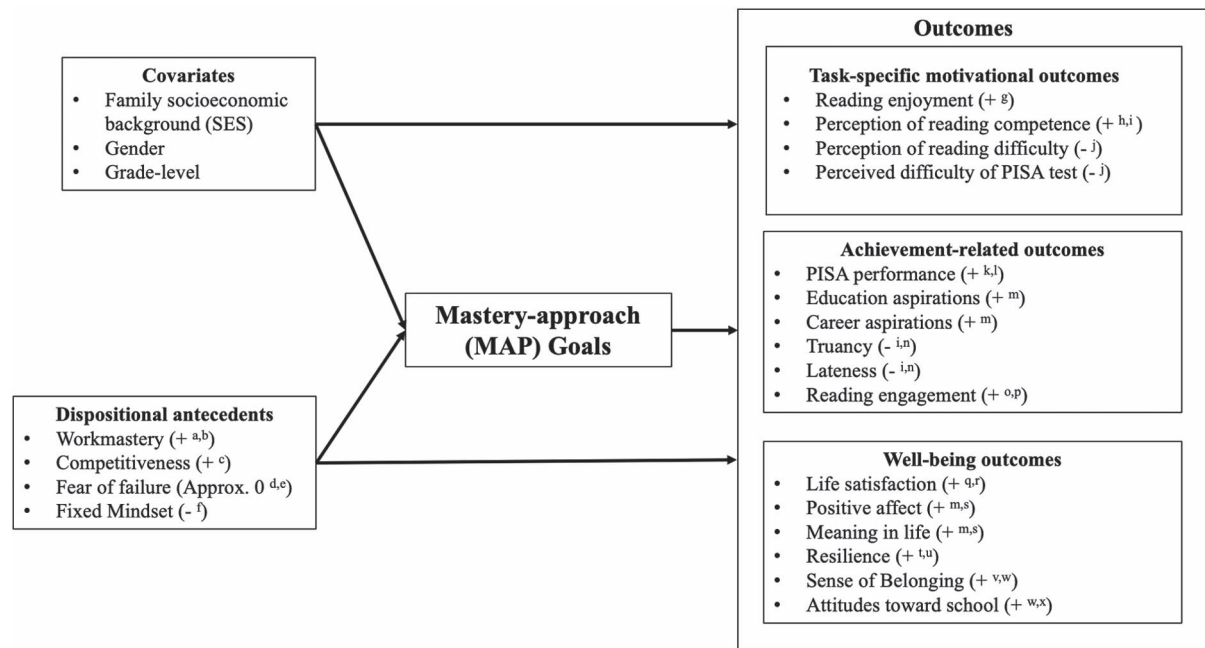 Covariates
• Family socioeconomic
background (SES)
• Gender
• Grade-level
Dispositional antecedents
• Workmastery (+ a,b)
• Competitiveness (+ c)
• Fear of failure (Approx. 0 d,e)
• Fixed Mindset (- f)
Mastery-approach
(MAP) Goals
Outcomes
Task-specific motivational outcomes
• Reading enjoyment (+ g)
• Perception of reading competence (+ h,i)
• Perception of reading difficulty (- j)
• Perceived difficulty of PISA test (- j)
Achievement-related outcomes
• PISA performance (+ k,l)
• Education aspirations (+ m)
• Career aspirations (+ m)
• Truancy (- i,n)
• Lateness (- i,n)
• Reading engagement (+ o,p)
Well-being outcomes
• Life satisfaction (+ q,r)
• Positive affect (+ m,s)
• Meaning in life (+ m,s)
• Resilience (+ t,u)
• Sense of Belonging (+ v,w)
• Attitudes toward school (+ w,x)